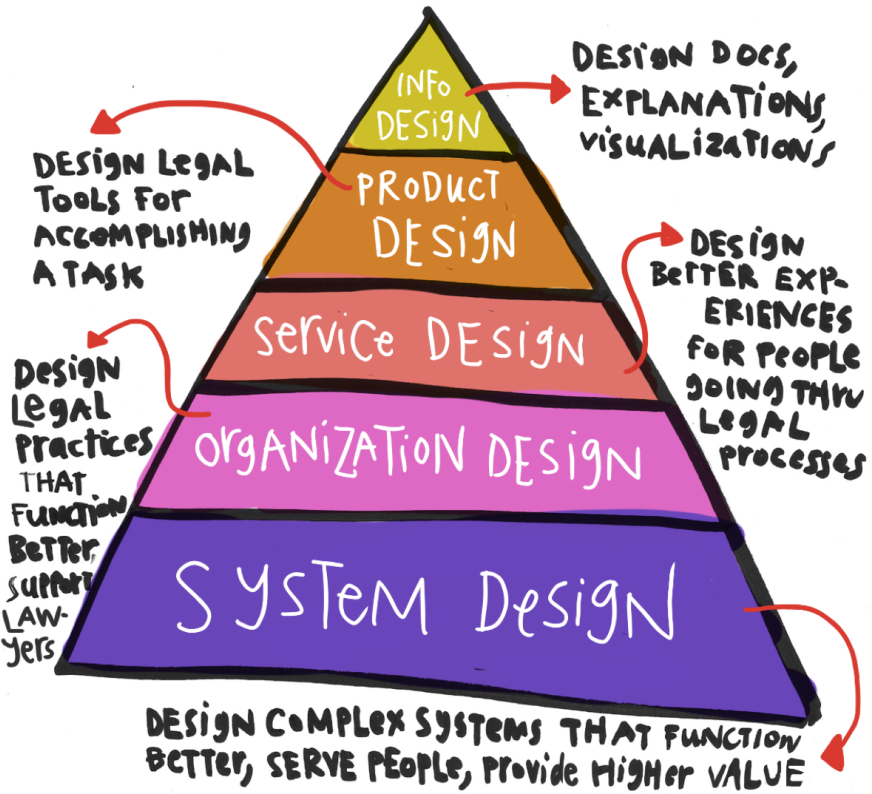 INFO
DESIGN
DESIGN DOCS,
EXPLANATIONS,
VISUALIZATIONS
PRODUCT
DESIGN
DESIGN LEGAL
TOOLS FOR
ACCOMPLISHING
A TASK
SERVICE DESIGN
DESIGN
BETTER EXP-
ERIENCES
FOR PEOPLE
GOING THRU
LEGAL
PROCESSES
ORGANIZATION DESIGN
DESIGN
LEGAL
PRACTICES
THAT
FUNCTION
BETTER,
SUPPORT
LAW-
YERS
SYSTEM DESIGN
DESIGN COMPLEX SYSTEMS THAT FUNCTION
BETTER, SERVE PEOPLE, PROVIDE HIGHER VALUE